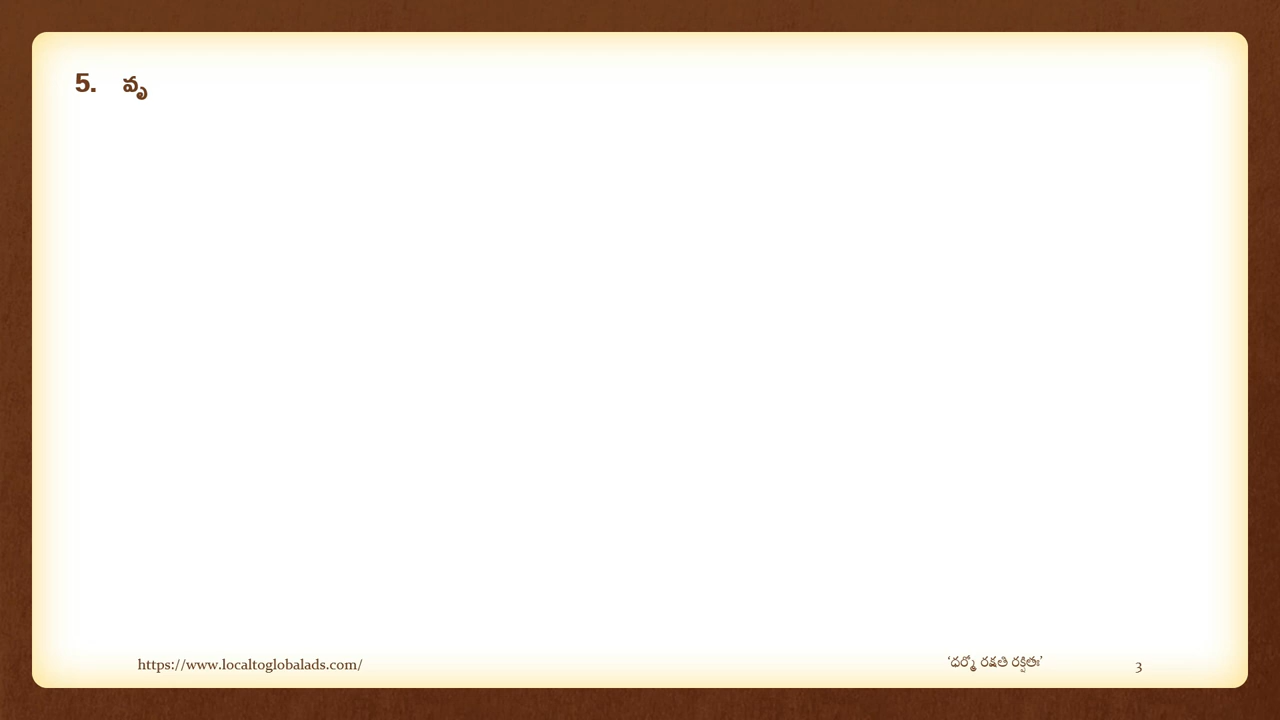 5. వృ
https://www.localtoglobalads.com/ ‘ధర్మో రక్షతి రక్షితః’ 3